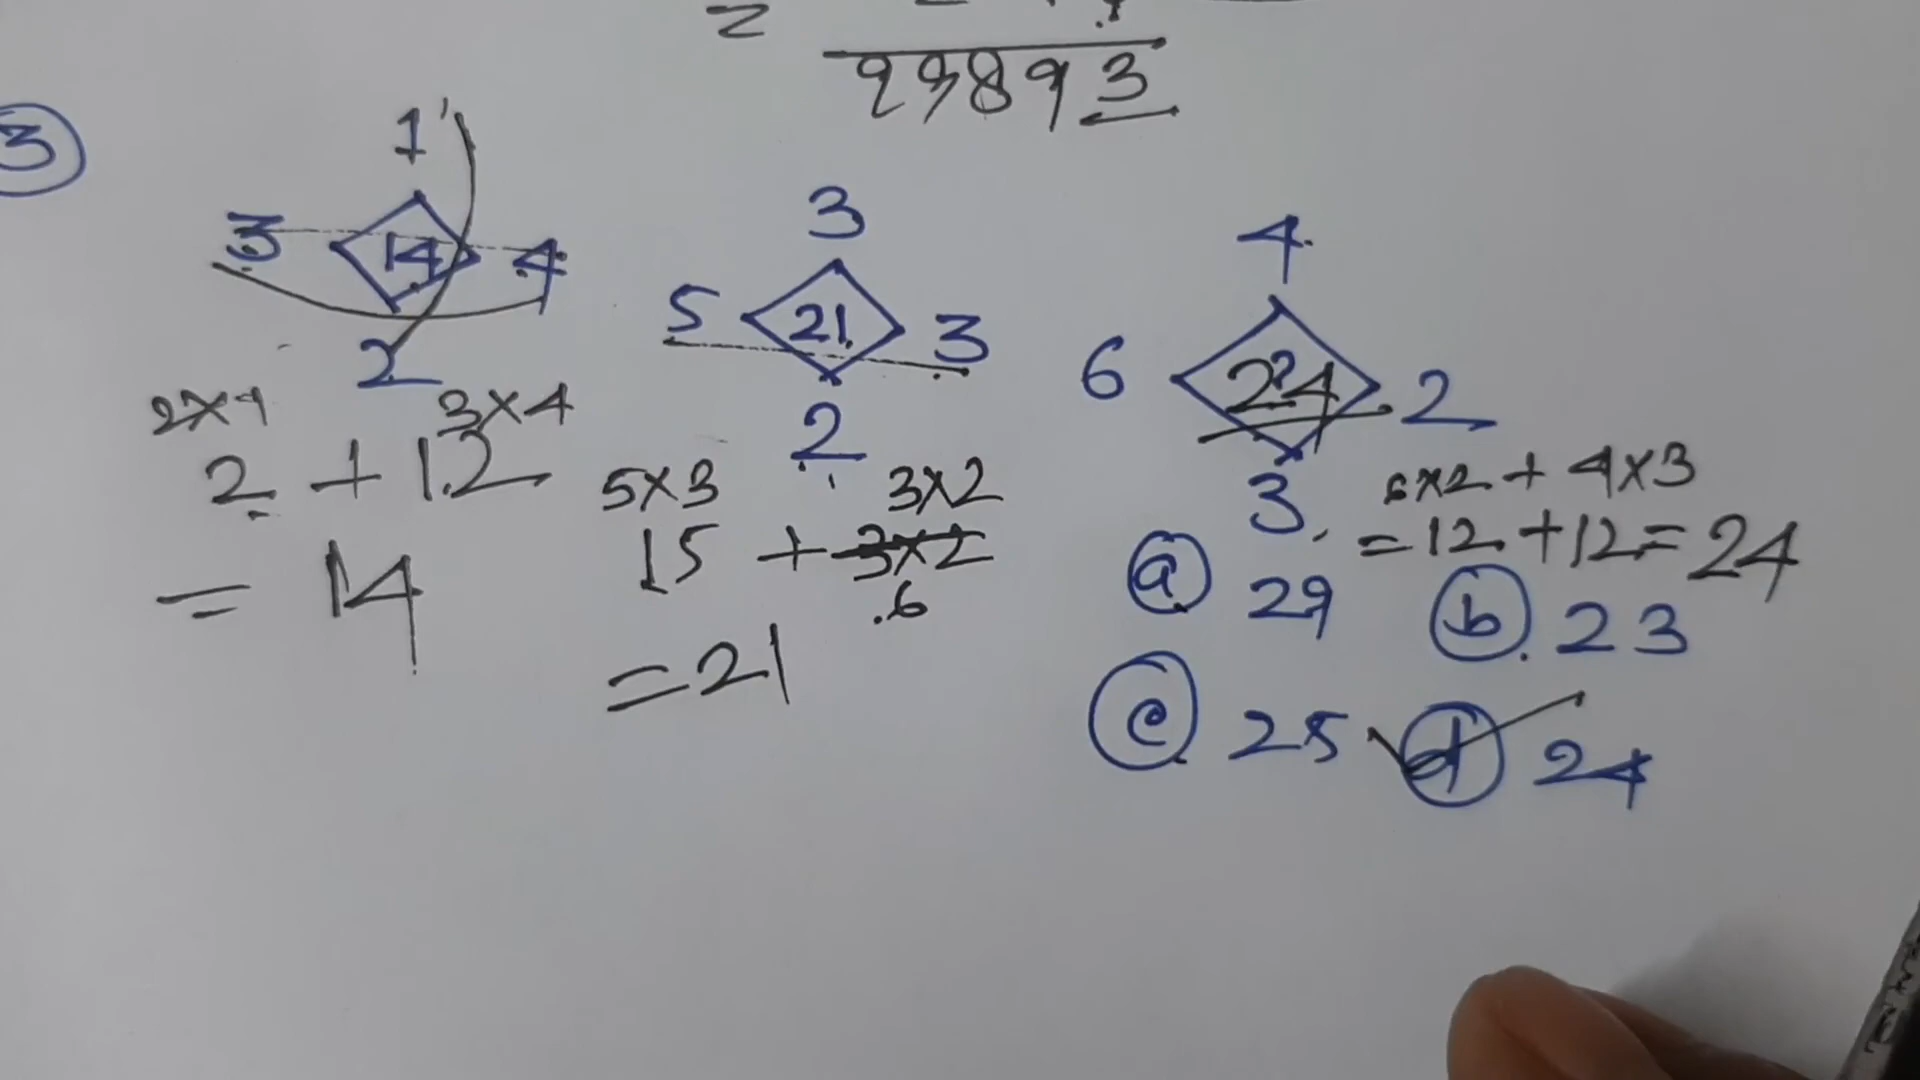 =
99893
3
1
3 14 4
2
2×1 3×4
2 + 12
= 14
3
5 21 3
2
5×3 3×2
15 + 3×2
6
= 21
4
6 ? 24 2
3
6×2 + 4×3
= 12 + 12 = 24
a 29 b 23
c 25 d 24